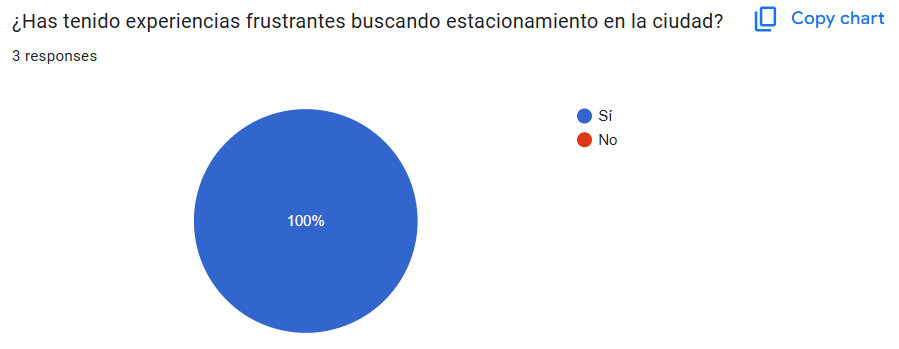 ¿Has tenido experiencias frustrantes buscando estacionamiento en la ciudad?
Copy chart
3 responses
Sí
No
100%